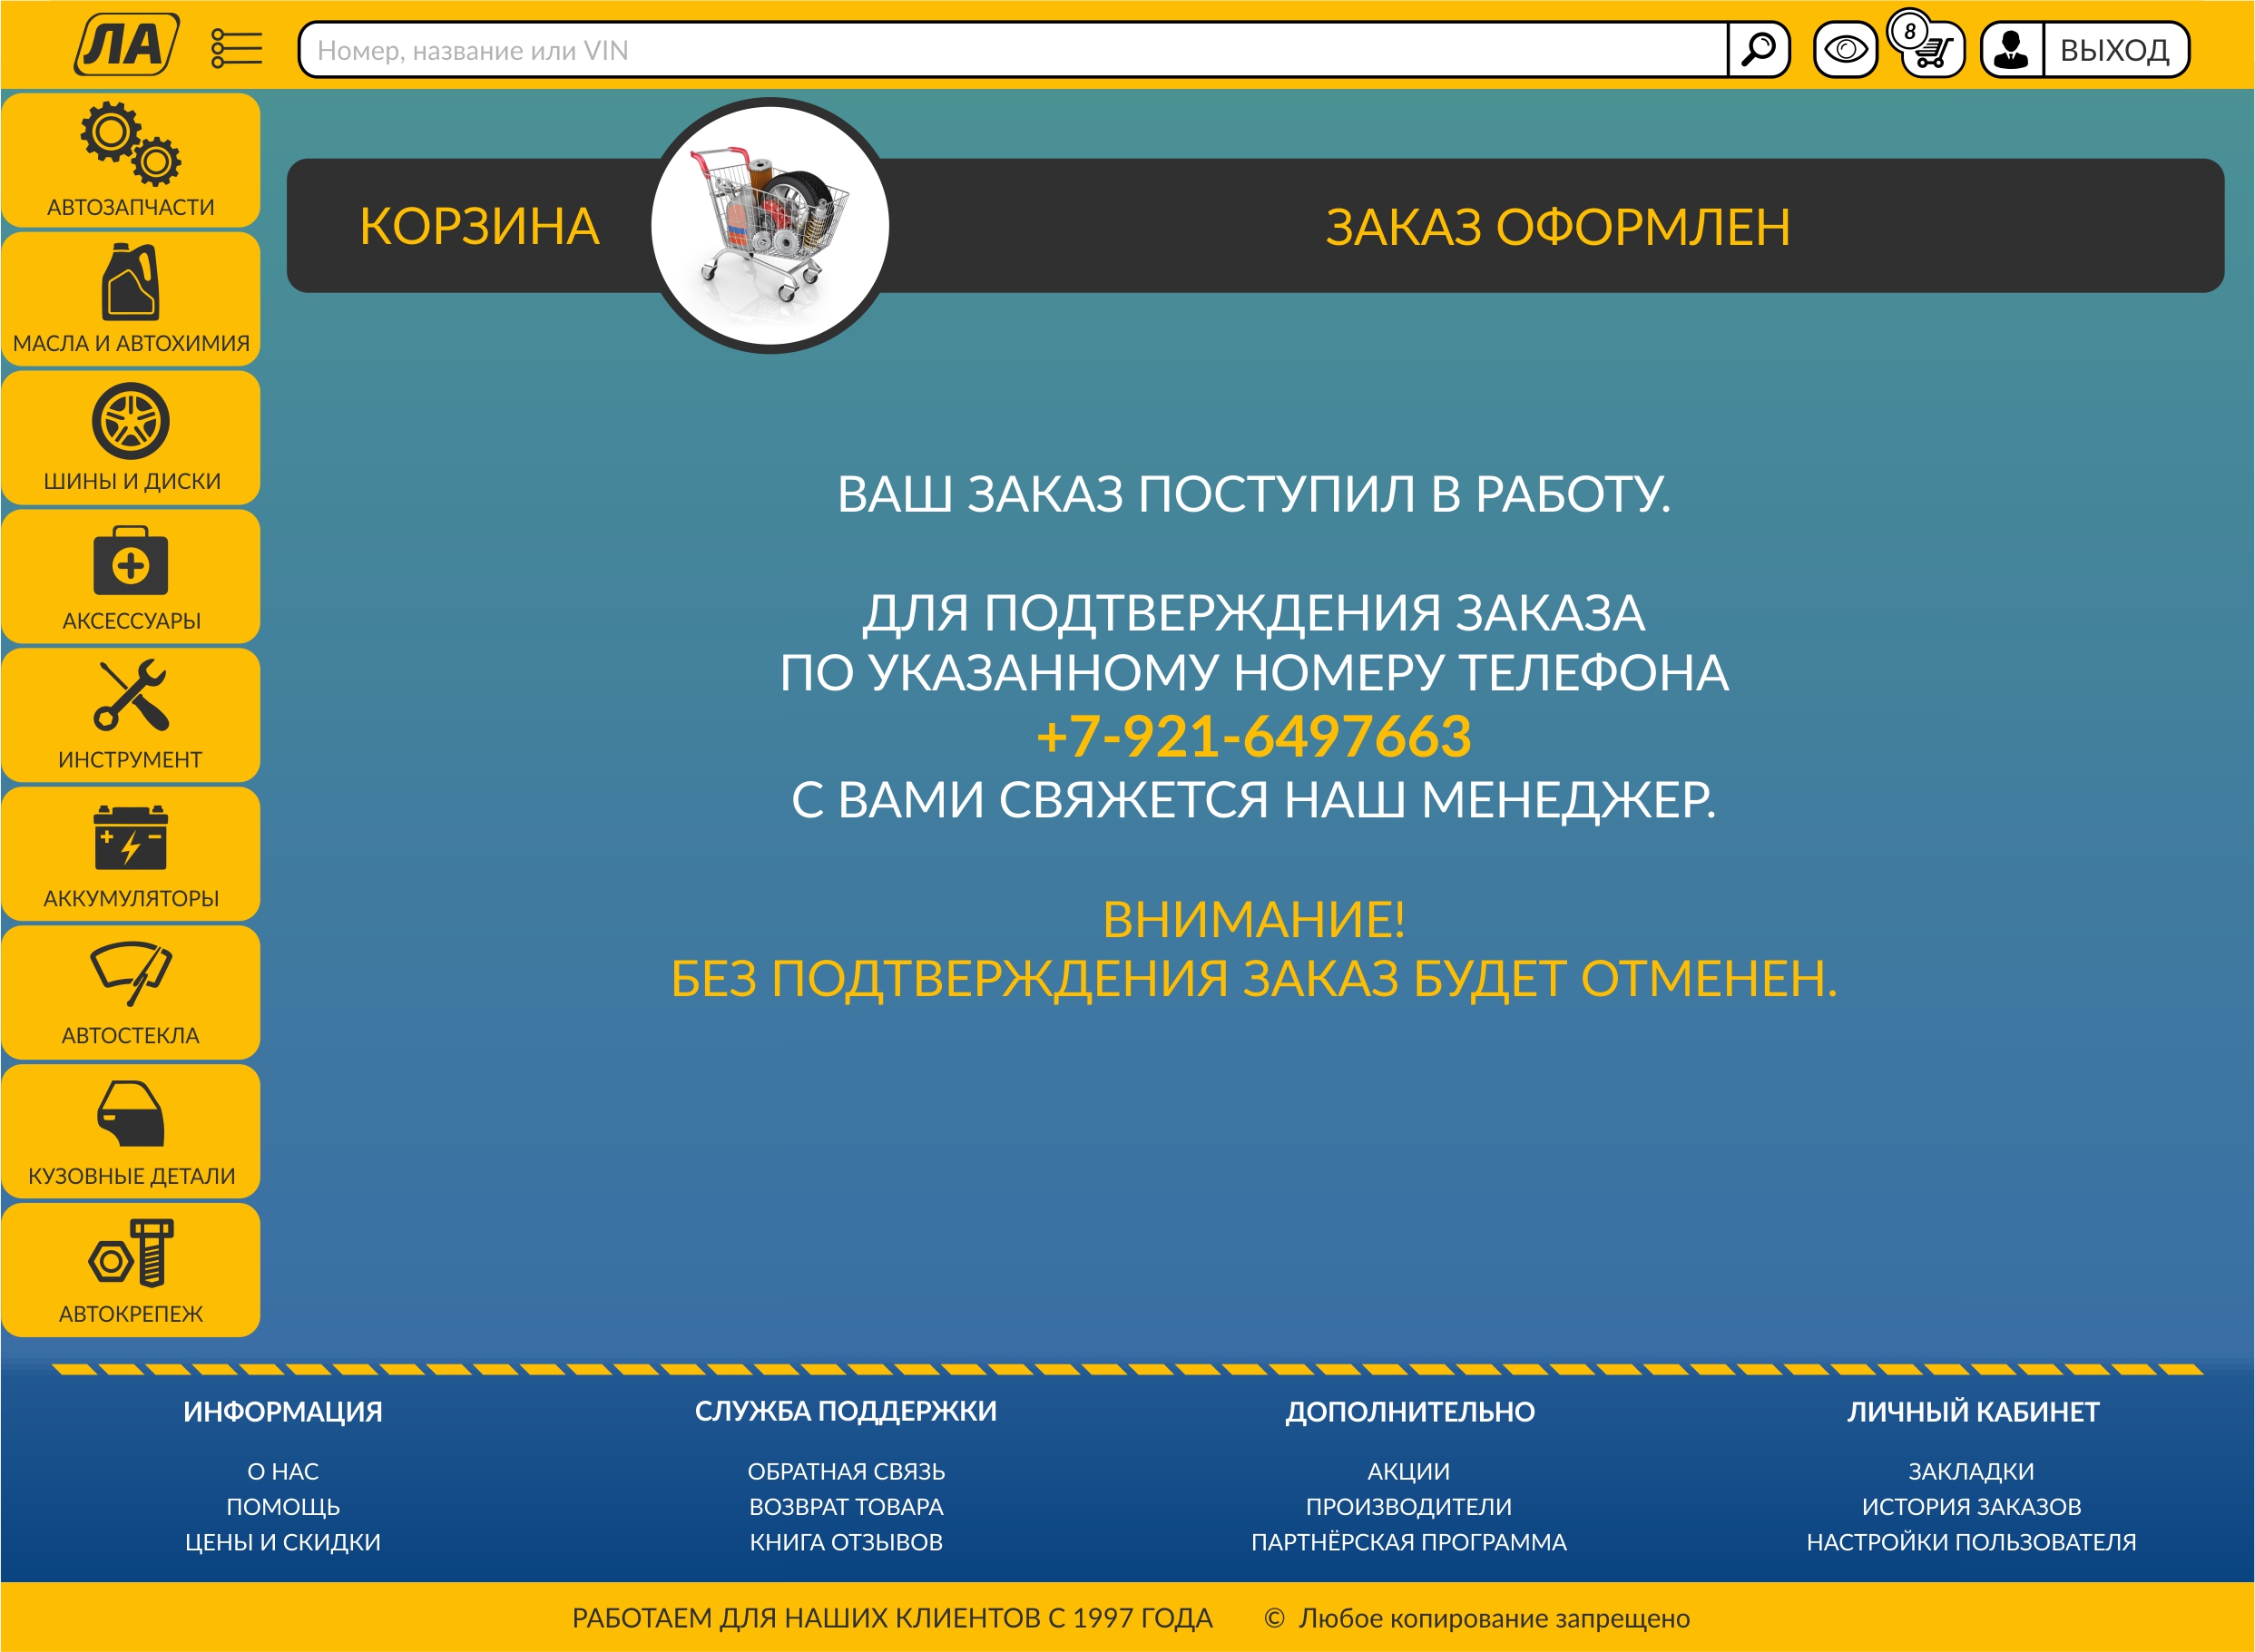 ЛА
Номер, название или VIN
8
ВЫХОД
АВТОЗАПЧАСТИ
МАСЛА И АВТОХИМИЯ
ШИНЫ И ДИСКИ
АКСЕССУАРЫ
ИНСТРУМЕНТ
АККУМУЛЯТОРЫ
АВТОСТЕКЛА
КУЗОВНЫЕ ДЕТАЛИ
АВТОКРЕПЕЖ
КОРЗИНА
ЗАКАЗ ОФОРМЛЕН
ВАШ ЗАКАЗ ПОСТУПИЛ В РАБОТУ.
ДЛЯ ПОДТВЕРЖДЕНИЯ ЗАКАЗА
ПО УКАЗАННОМУ НОМЕРУ ТЕЛЕФОНА
+7-921-6497663
С ВАМИ СВЯЖЕТСЯ НАШ МЕНЕДЖЕР.
ВНИМАНИЕ!
БЕЗ ПОДТВЕРЖДЕНИЯ ЗАКАЗ БУДЕТ ОТМЕНЕН.
ИНФОРМАЦИЯ
О НАС
ПОМОЩЬ
ЦЕНЫ И СКИДКИ
СЛУЖБА ПОДДЕРЖКИ
ОБРАТНАЯ СВЯЗЬ
ВОЗВРАТ ТОВАРА
КНИГА ОТЗЫВОВ
ДОПОЛНИТЕЛЬНО
АКЦИИ
ПРОИЗВОДИТЕЛИ
ПАРТНЁРСКАЯ ПРОГРАММА
ЛИЧНЫЙ КАБИНЕТ
ЗАКЛАДКИ
ИСТОРИЯ ЗАКАЗОВ
НАСТРОЙКИ ПОЛЬЗОВАТЕЛЯ
РАБОТАЕМ ДЛЯ НАШИХ КЛИЕНТОВ С 1997 ГОДА
© Любое копирование запрещено